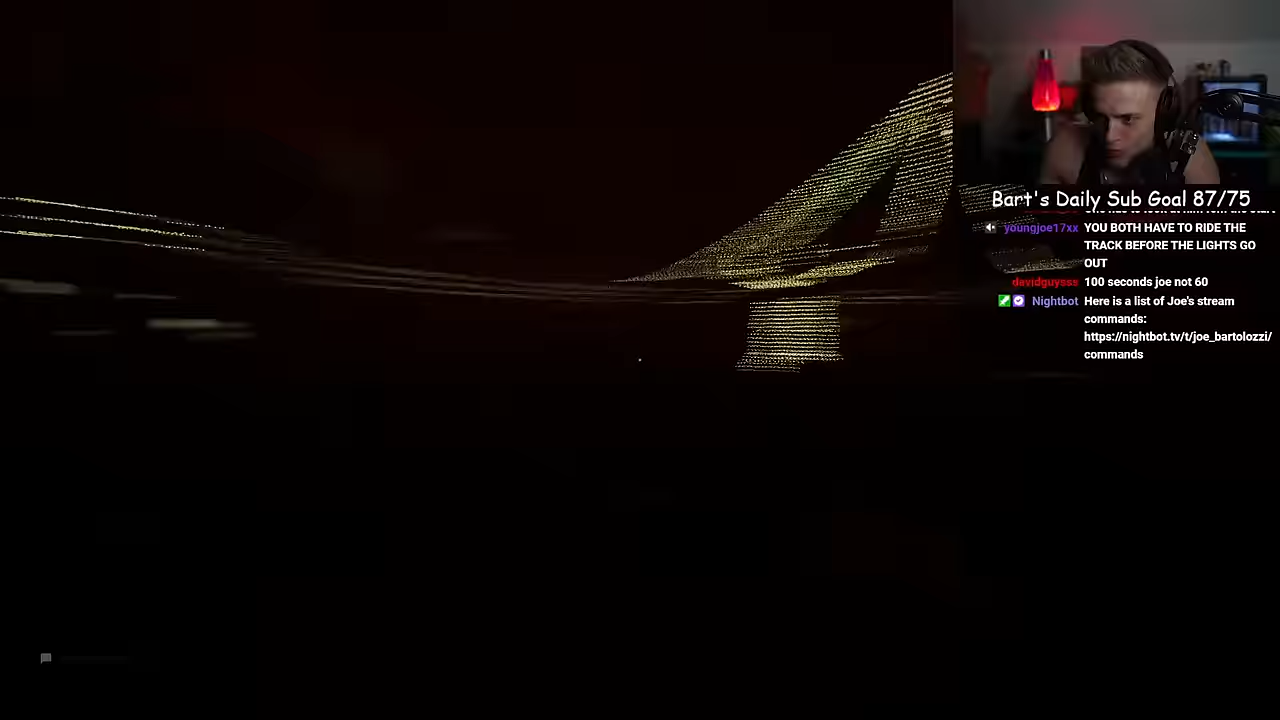 Bart's Daily Sub Goal 87/75
youngjoe17xx YOU BOTH HAVE TO RIDE THE
TRACK BEFORE THE LIGHTS GO
OUT
davidguysss 100 seconds joe not 60
Nightbot Here is a list of Joe's stream
commands:
https://nightbot.tv/t/joe_bartolozzi/
commands